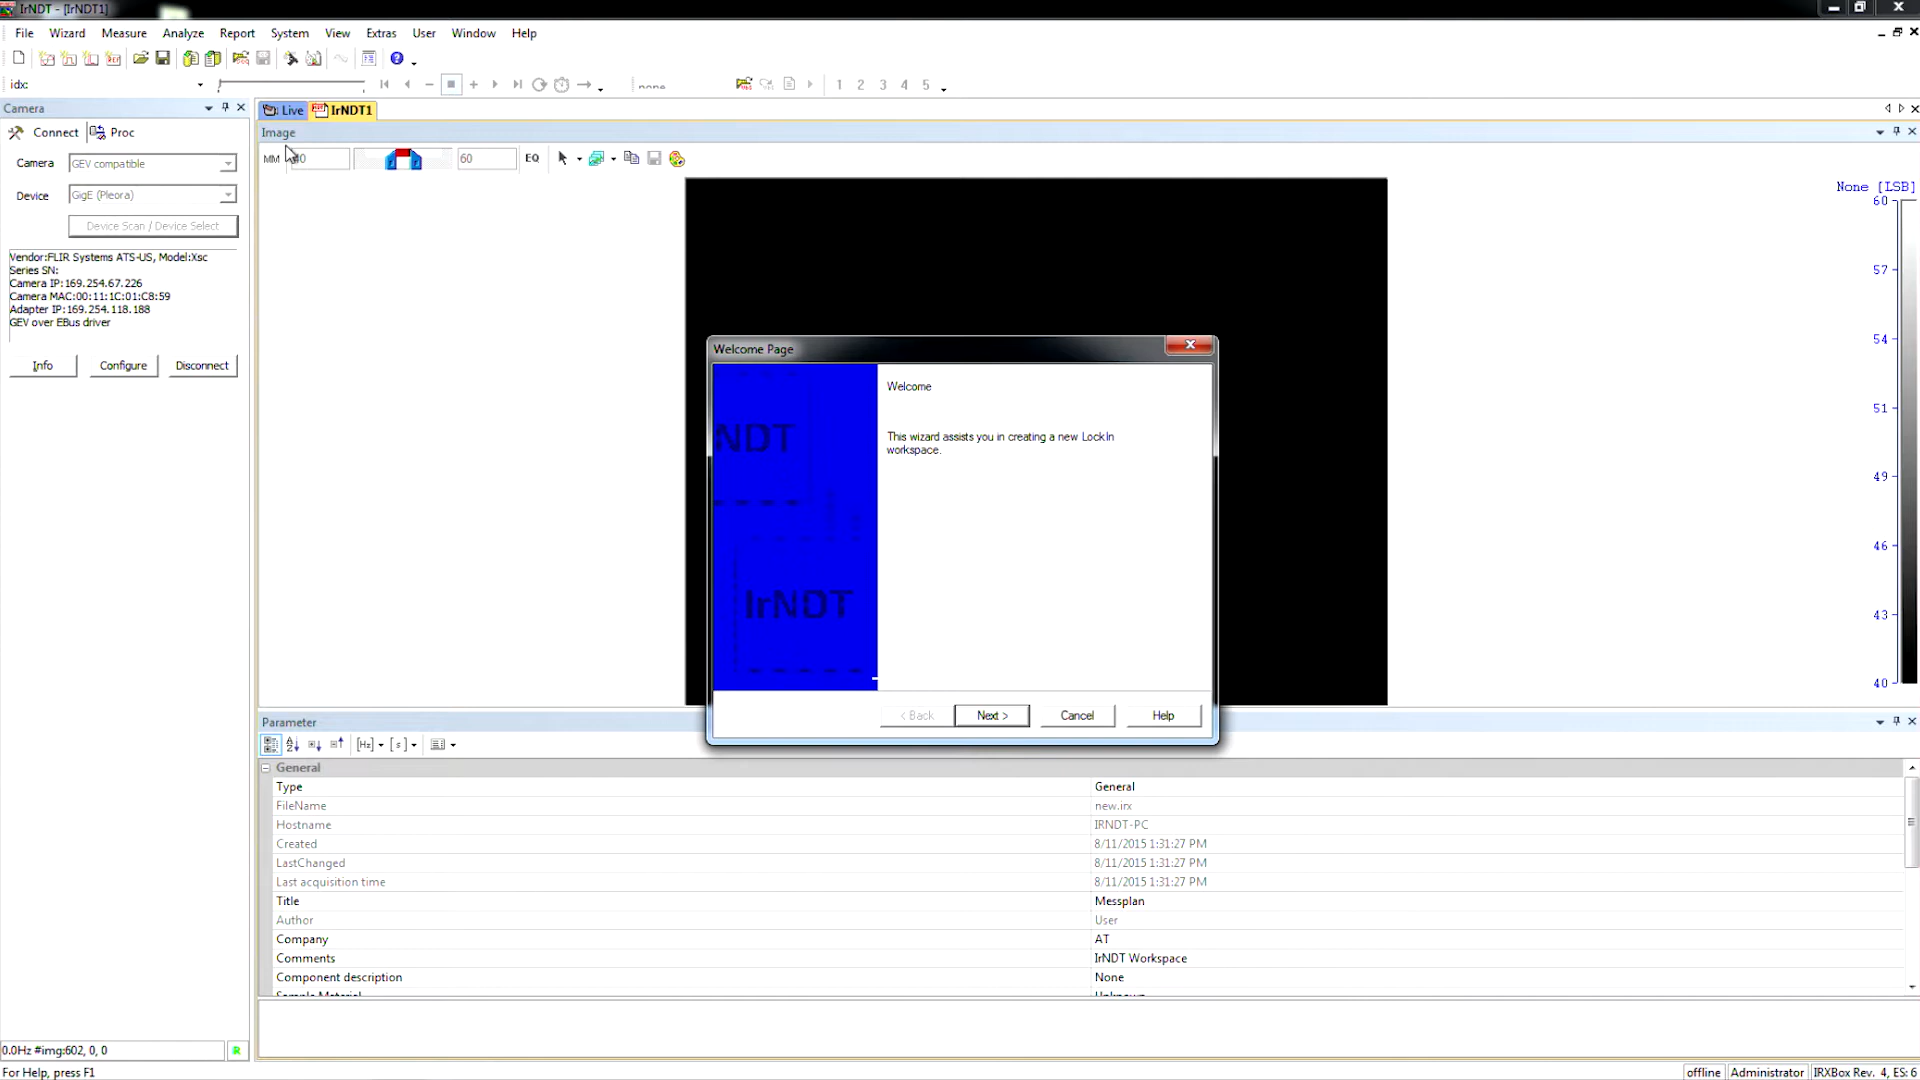 IrNDT - [IrNDT1]
File Wizard Measure Analyze Report System View Extras User Window Help
idx: none 1 2 3 4 5
Camera
Connect Proc
Camera GEV compatible
Device GigE (Pleora)
Device Scan / Device Select
Vendor:FLIR Systems ATS-US, Model:Xsc
Series SN:
Camera IP:169.254.67.226
Camera MAC:00:11:1C:01:C8:59
Adapter IP:169.254.118.188
GEV over EBus driver
Info Configure Disconnect
0.0Hz #img:602, 0, 0 R
Live IrNDT1
Image
MM 60 EQ
None [LSB]
60
57
54
51
49
46
43
40
Welcome Page
NDT
IrNDT
Welcome
This wizard assists you in creating a new LockIn
workspace.
< Back Next > Cancel Help
Parameter
[Hz] [s]
General
Type General
FileName new.irx
Hostname IRNDT-PC
Created 8/11/2015 1:31:27 PM
LastChanged 8/11/2015 1:31:27 PM
Last acquisition time 8/11/2015 1:31:27 PM
Title Messplan
Author User
Company AT
Comments IrNDT Workspace
Component description None
Sample Material Unknown
For Help, press F1 offline Administrator IRXBox Rev. 4, ES:6